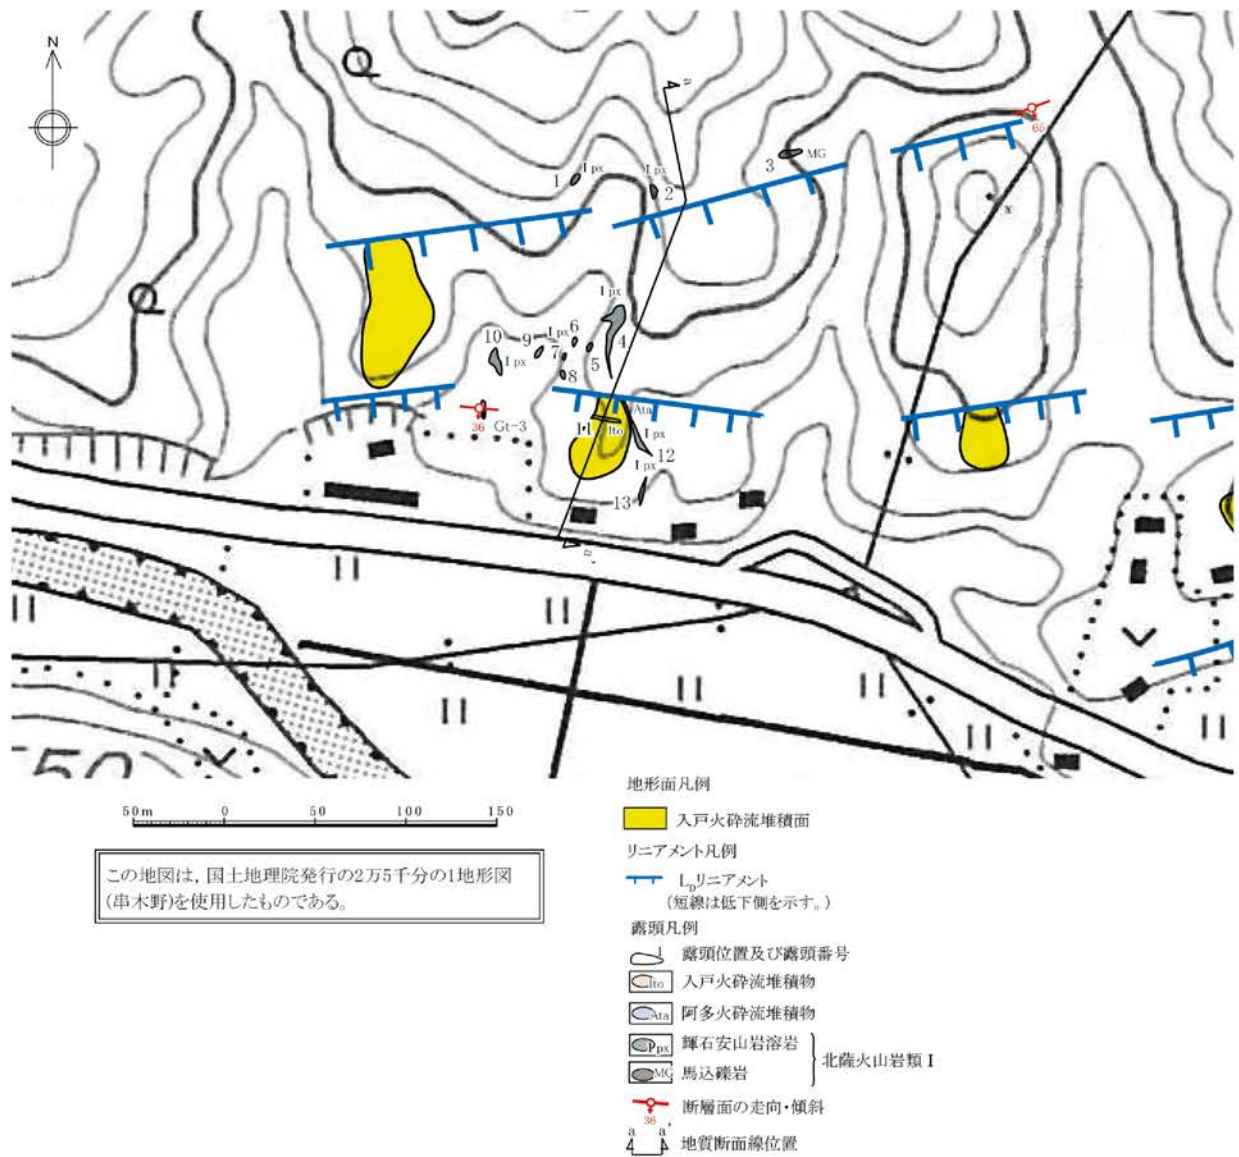 N
a
65
1
I px
I px
2
3
MG
x
I px
10
9
I px
6
7
4
5
I px
8
36
Gt-3
Ata
11
Ito
I px
12
I px
13
a'
50m 0 50 100 150
この地図は，国土地理院発行の2万5千分の1地形図
(串木野)を使用したものである。
地形面凡例
入戸火砕流堆積面
リニアメント凡例
LDリニアメント
(短線は低下側を示す。)
露頭凡例
1 露頭位置及び露頭番号
Ito 入戸火砕流堆積物
Ata 阿多火砕流堆積物
Ppx 輝石安山岩溶岩
北薩火山岩類 I
MG 馬込礫岩
36 断層面の走向・傾斜
a a' 地質断面線位置